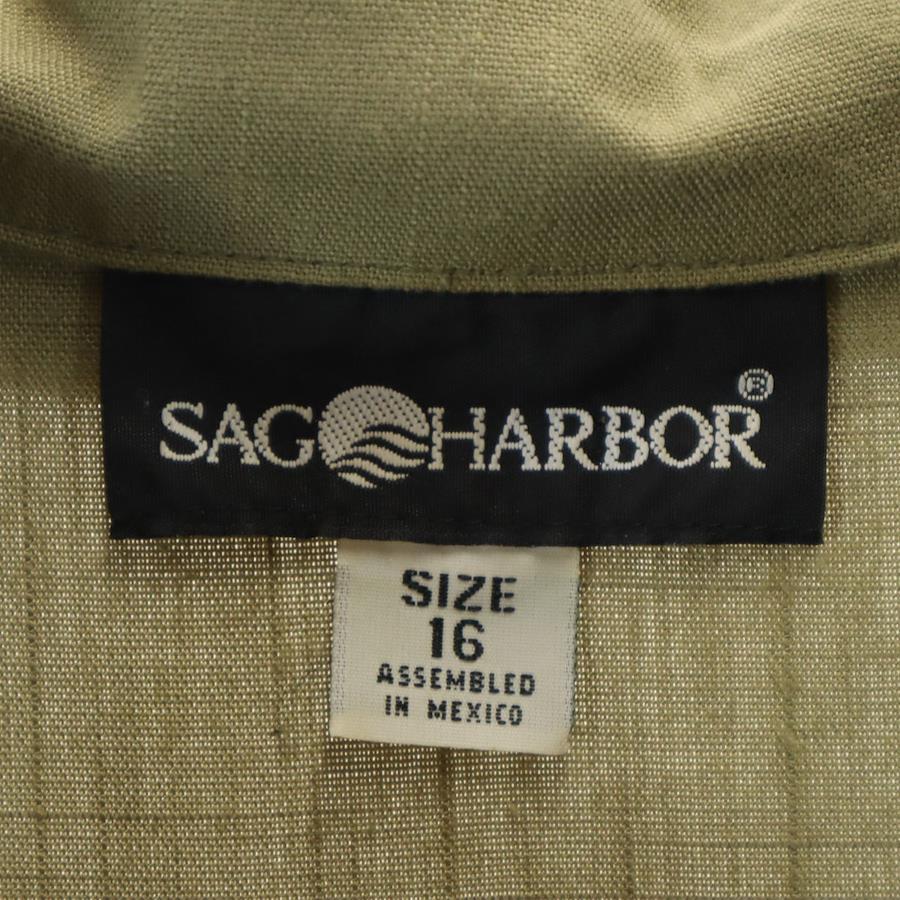 SAG HARBOR®
SIZE
16
ASSEMBLED
IN MEXICO